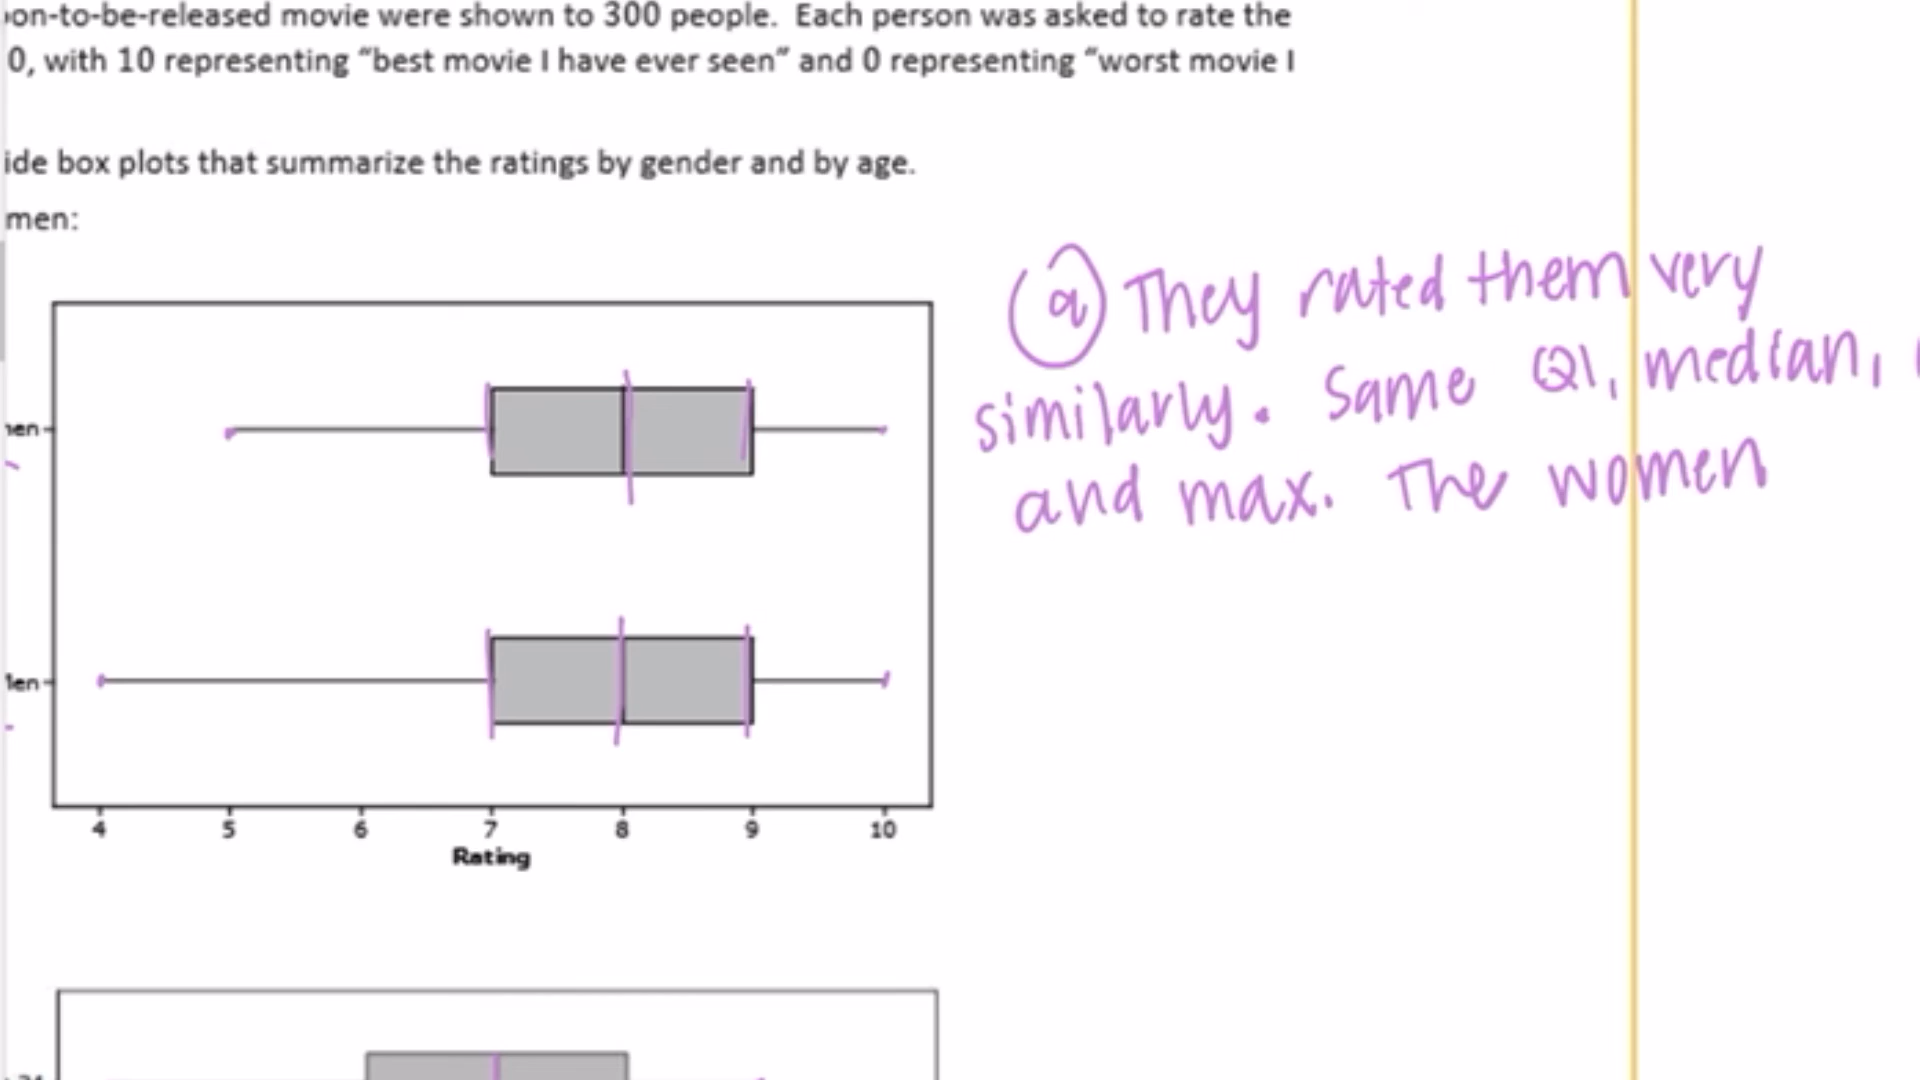 on-to-be-released movie were shown to 300 people. Each person was asked to rate the
0, with 10 representing “best movie I have ever seen” and 0 representing “worst movie I
ide box plots that summarize the ratings by gender and by age.
men:
ⓐ They rated them very
similarly. Same Q1, median,
and max. The women
men
Men
4 5 6 7 8 9 10
Rating